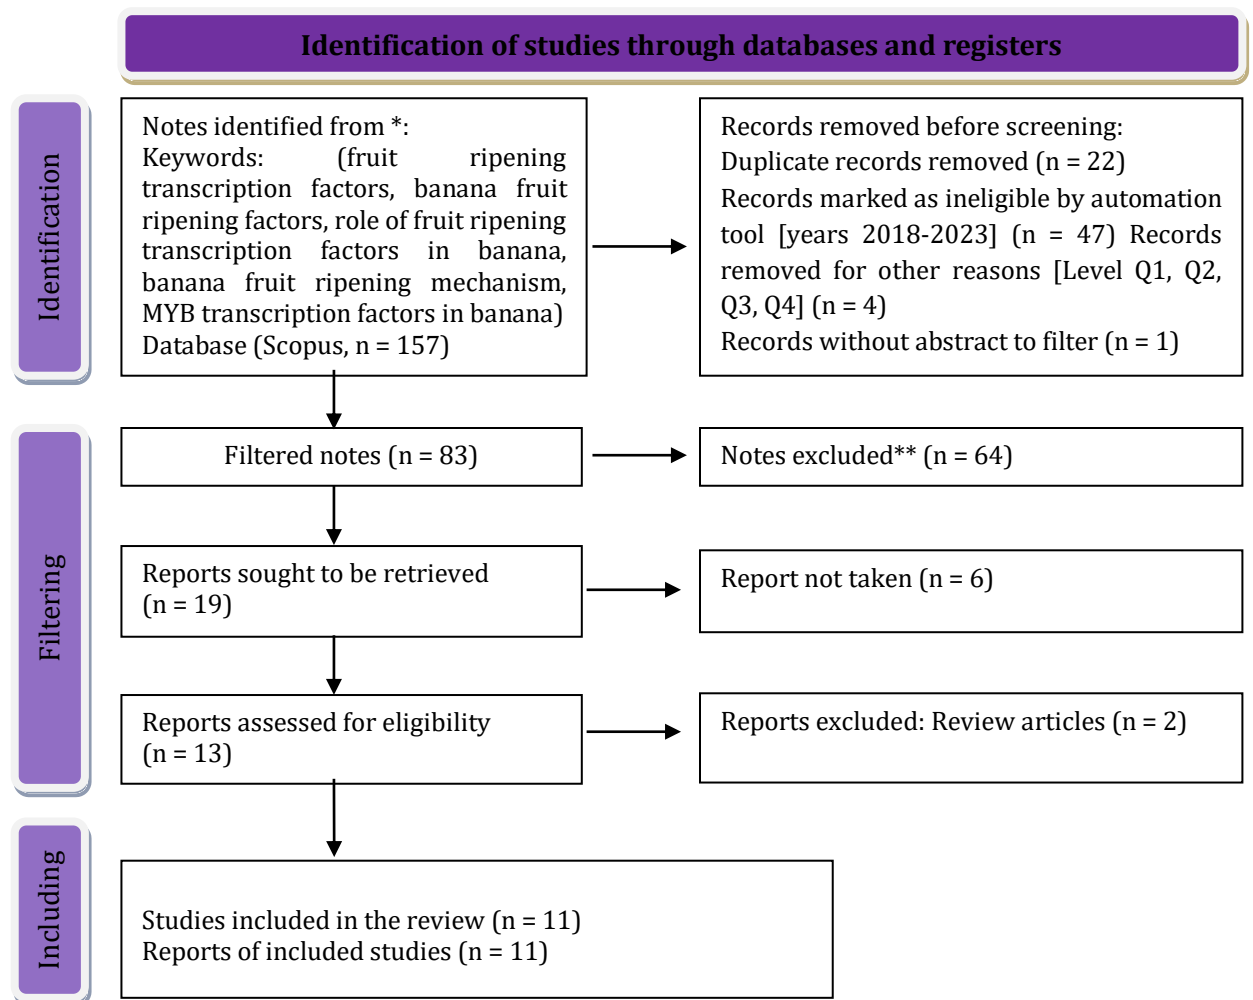 Identification of studies through databases and registers
Identification
Notes identified from *:
Keywords: (fruit ripening
transcription factors, banana fruit
ripening factors, role of fruit ripening
transcription factors in banana,
banana fruit ripening mechanism,
MYB transcription factors in banana)
Database (Scopus, n = 157)
Records removed before screening:
Duplicate records removed (n = 22)
Records marked as ineligible by automation
tool [years 2018-2023] (n = 47) Records
removed for other reasons [Level Q1, Q2,
Q3, Q4] (n = 4)
Records without abstract to filter (n = 1)
Filtering
Filtered notes (n = 83)
Notes excluded** (n = 64)
Reports sought to be retrieved
(n = 19)
Report not taken (n = 6)
Reports assessed for eligibility
(n = 13)
Reports excluded: Review articles (n = 2)
Including
Studies included in the review (n = 11)
Reports of included studies (n = 11)